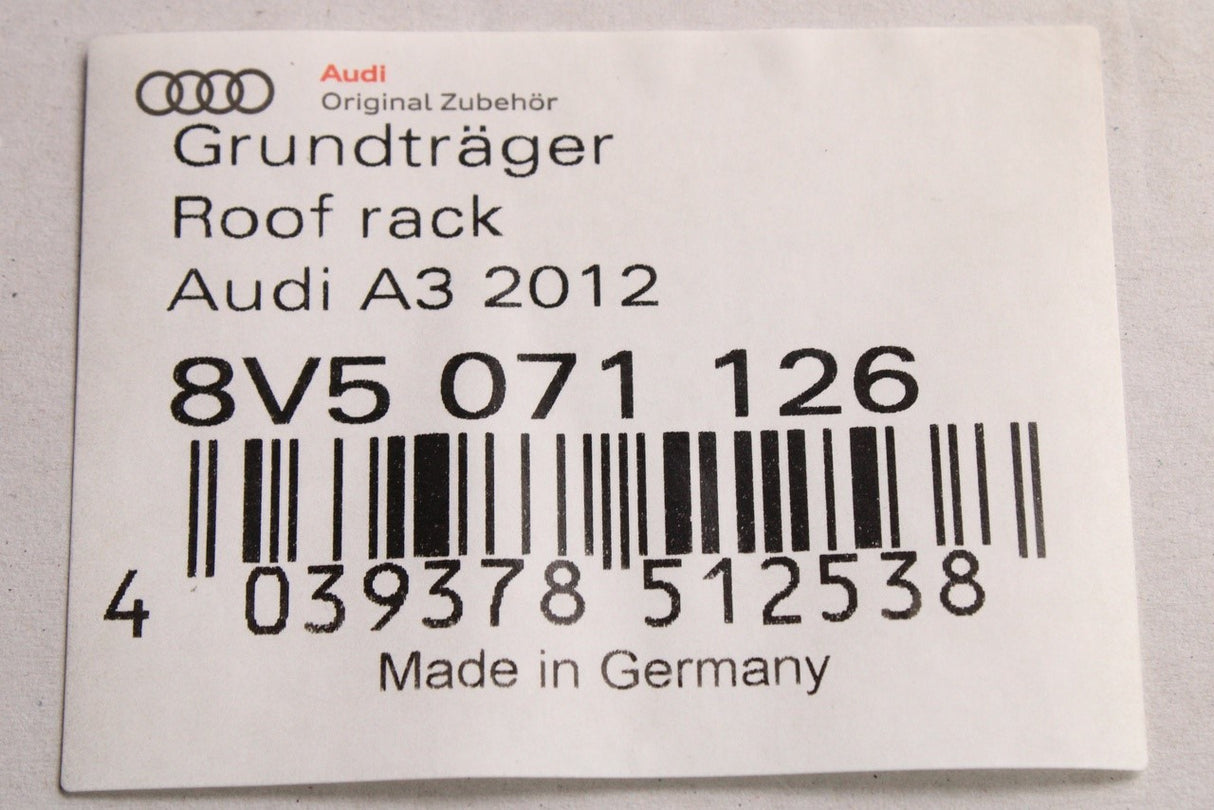 Audi
Original Zubehör
Grundträger
Roof rack
Audi A3 2012
8V5 071 126
4 039378 512538
Made in Germany